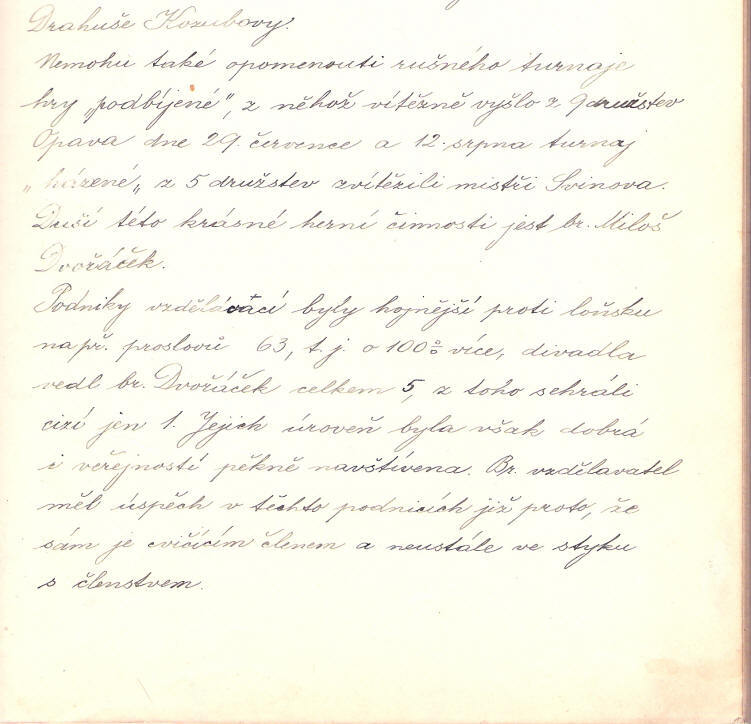 Drahuše Kozubovy.
Nemohu také opomenouti rušného turnaje
hry „podbíjené", z něhož vítězně vyšlo z 9 družstev
Opava dne 29. července a 12. srpna turnaj
„házené„ z 5 družstev zvítězili mistři Svinova.
Duší této krásné herní činnosti jest br. Miloš
Dvořáček.
Podniky vzdělávací byly hojnější proti loňsku
např. proslovů 63, t. j. o 100% více, divadla
vedl br. Dvořáček celkem 5, z toho sehráli
cizí jen 1. Jejich úroveň byla však dobrá
i veřejností pěkně navštívena. Br. vzdělavatel
měl úspěch v těchto podnicích již proto, že
sám je cvičícím členem a neustále ve styku
s členstvem.